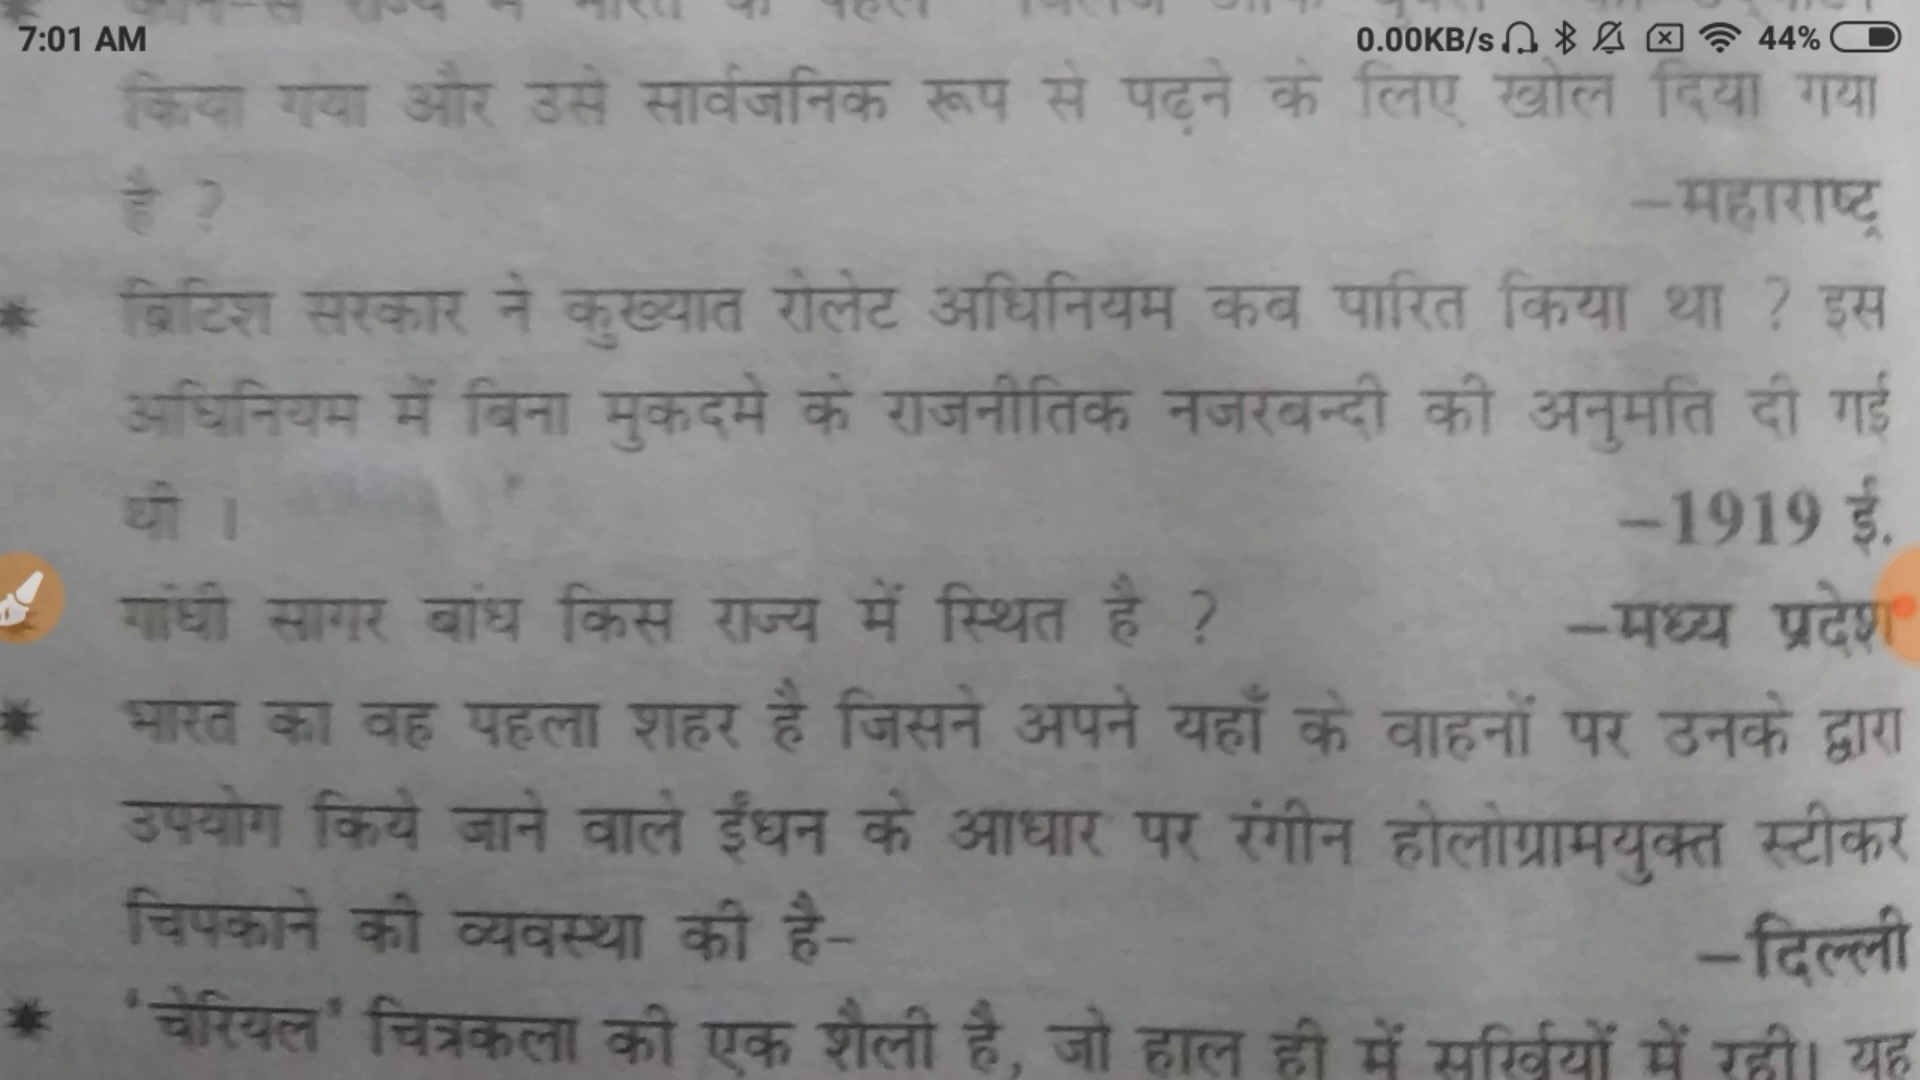 7:01 AM 0.00KB/s 44%
किया गया और उसे सार्वजनिक रूप से पढ़ने के लिए खोल दिया गया
है ? –महाराष्ट्र
* ब्रिटिश सरकार ने कुख्यात रोलेट अधिनियम कब पारित किया था ? इस
अधिनियम में बिना मुकदमे के राजनीतिक नजरबन्दी की अनुमति दी गई
थी । –1919 ई.
गांधी सागर बांध किस राज्य में स्थित है ? –मध्य प्रदेश
* भारत का वह पहला शहर है जिसने अपने यहाँ के वाहनों पर उनके द्वारा
उपयोग किये जाने वाले ईंधन के आधार पर रंगीन होलोग्रामयुक्त स्टीकर
चिपकाने की व्यवस्था की है– –दिल्ली
* 'चेरियल' चित्रकला की एक शैली है, जो हाल ही में सुर्खियों में रही। यह